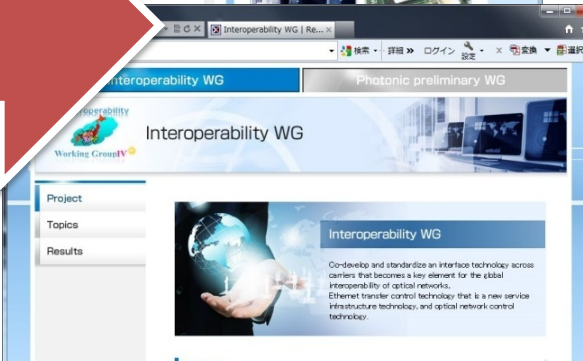 Interoperability WG | Re...
検索
詳細 »
ログイン
設定
変換
選択
Interoperability WG
Photonic preliminary WG
Interoperability
Working GroupⅣ
Interoperability WG
Project
Topics
Results
Interoperability WG
Co-develop and standardize an interface technology across
carriers that becomes a key element for the global
interoperability of optical networks,
Ethernet transfer control technology that is a new service
infrastructure technology, and optical network control
technology.